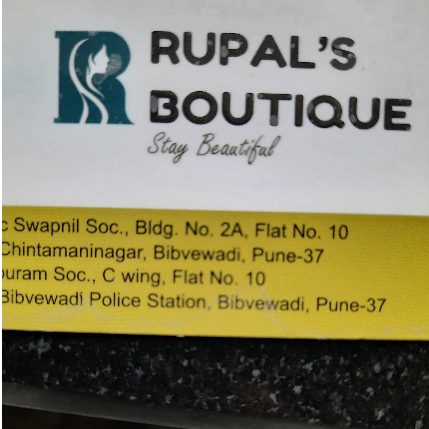 RUPAL'S
BOUTIQUE
Stay Beautiful
c Swapnil Soc., Bldg. No. 2A, Flat No. 10
Chintamaninagar, Bibvewadi, Pune-37
puram Soc., C wing, Flat No. 10
Bibvewadi Police Station, Bibvewadi, Pune-37